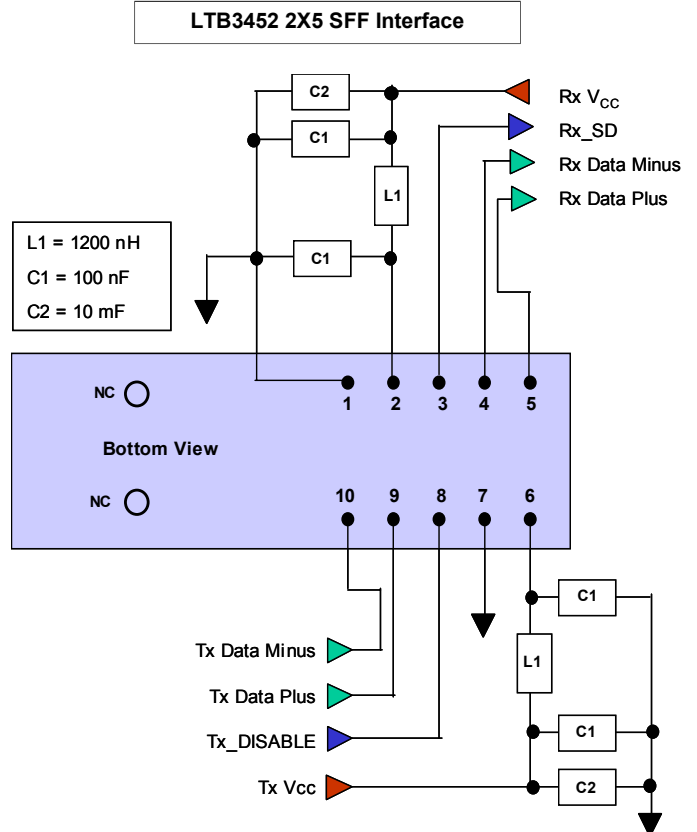 LTB3452 2X5 SFF Interface
C2
Rx VCC
C1
Rx_SD
Rx Data Minus
L1
Rx Data Plus
L1 = 1200 nH
C1 = 100 nF
C2 = 10 mF
C1
NC
1 2 3 4 5
Bottom View
NC
10 9 8 7 6
C1
Tx Data Minus
L1
Tx Data Plus
Tx_DISABLE
C1
Tx Vcc
C2